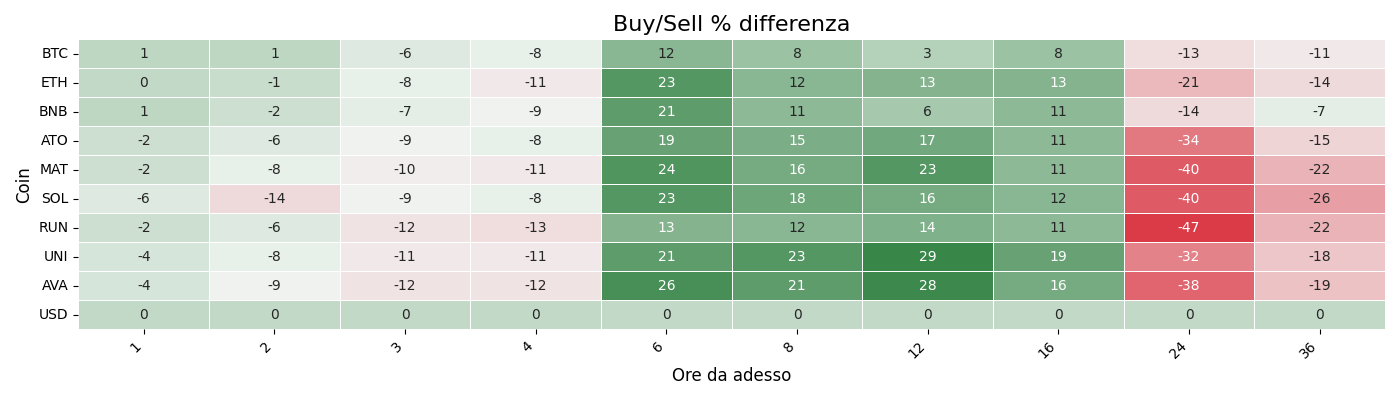 Buy/Sell % differenza
Coin
BTC 1 1 -6 -8 12 8 3 8 -13 -11
ETH 0 -1 -8 -11 23 12 13 13 -21 -14
BNB 1 -2 -7 -9 21 11 6 11 -14 -7
ATO -2 -6 -9 -8 19 15 17 11 -34 -15
MAT -2 -8 -10 -11 24 16 23 11 -40 -22
SOL -6 -14 -9 -8 23 18 16 12 -40 -26
RUN -2 -6 -12 -13 13 12 14 11 -47 -22
UNI -4 -8 -11 -11 21 23 29 19 -32 -18
AVA -4 -9 -12 -12 26 21 28 16 -38 -19
USD 0 0 0 0 0 0 0 0 0 0
1 2 3 4 6 8 12 16 24 36
Ore da adesso